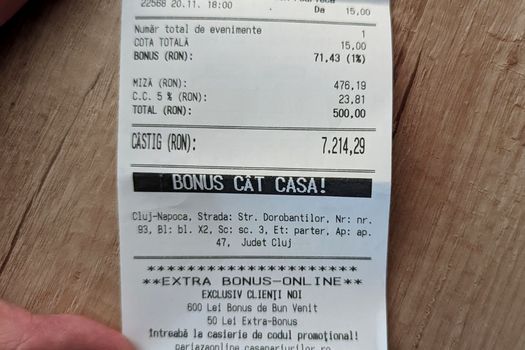 22568 20.11. 18:00 . Da 15,00
Număr total de evenimente 1
COTA TOTALĂ 15,00
BONUS (RON): 71,43 (1%)
MIZĂ (RON): 476,19
C.C. 5 % (RON): 23,81
TOTAL (RON): 500,00
CÂȘTIG (RON): 7.214,29
BONUS CÂT CASA!
Cluj-Napoca, Strada: Str. Dorobantilor, Nr: nr.
93, Bl: bl. X2, Sc: sc. 3, Et: parter, Ap: ap.
47, Judet Cluj
********************
**EXTRA BONUS-ONLINE**
EXCLUSIV CLIENȚI NOI
600 Lei Bonus de Bun Venit
50 Lei Extra-Bonus
Întreabă la casierie de codul promoțional!
pariazaonline.casapariurilor.ro